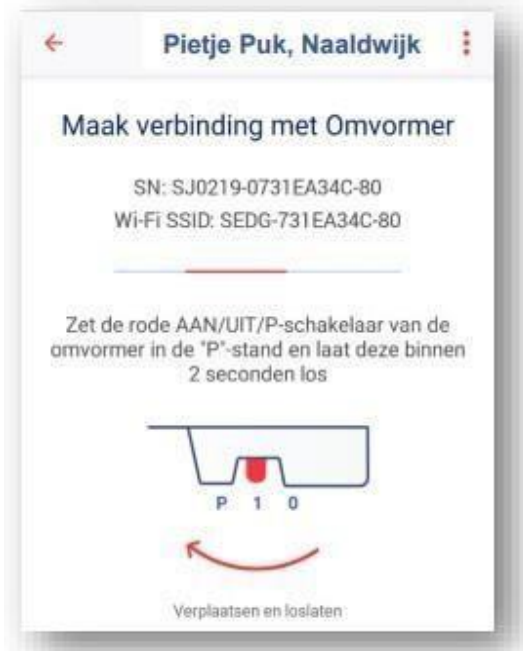 Pietje Puk, Naaldwijk
Maak verbinding met Omvormer
SN: SJ0219-0731EA34C-80
Wi-Fi SSID: SEDG-731EA34C-80
Zet de rode AAN/UIT/P-schakelaar van de
omvormer in de "P"-stand en laat deze binnen
2 seconden los
P 1 0
Verplaatsen en loslaten